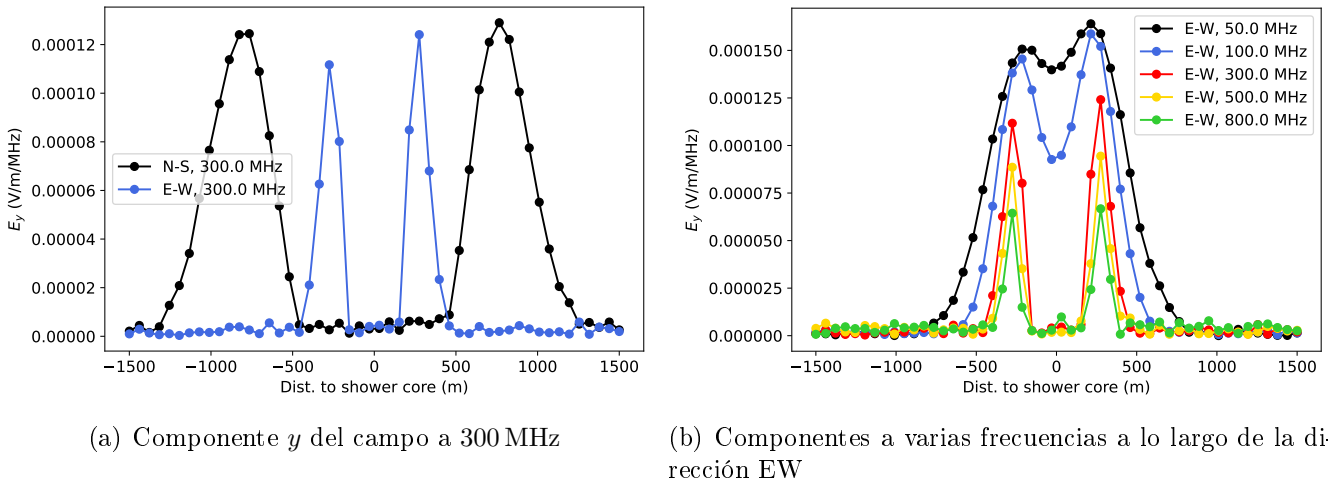 0.00012
0.00010
0.00008
0.00006
0.00004
0.00002
0.00000
E_y (V/m/MHz)
N-S, 300.0 MHz
E-W, 300.0 MHz
−1500 −1000 −500 0 500 1000 1500
Dist. to shower core (m)
(a) Componente y del campo a 300 MHz
0.000150
0.000125
0.000100
0.000075
0.000050
0.000025
0.000000
E_y (V/m/MHz)
E-W, 50.0 MHz
E-W, 100.0 MHz
E-W, 300.0 MHz
E-W, 500.0 MHz
E-W, 800.0 MHz
−1500 −1000 −500 0 500 1000 1500
Dist. to shower core (m)
(b) Componentes a varias frecuencias a lo largo de la di-
rección EW